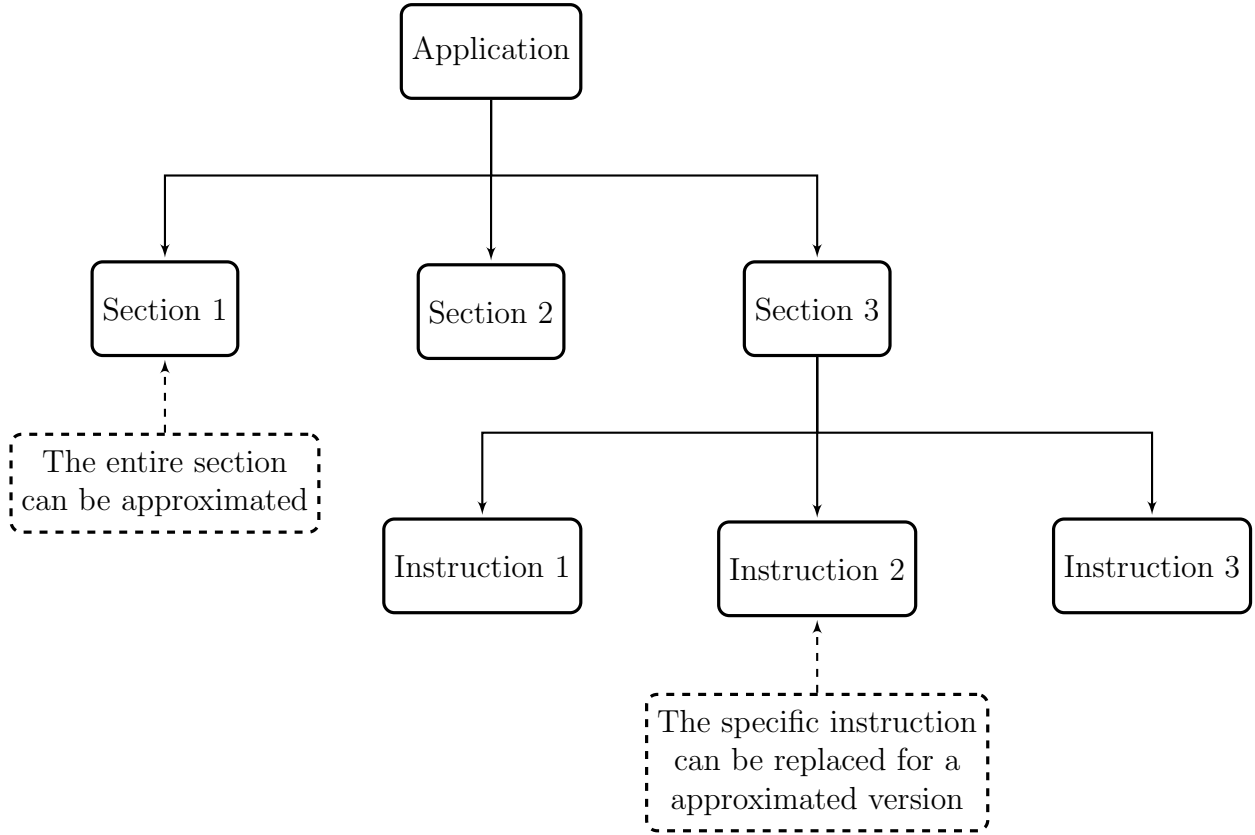 Application
Section 1
Section 2
Section 3
The entire section
can be approximated
Instruction 1
Instruction 2
Instruction 3
The specific instruction
can be replaced for a
approximated version